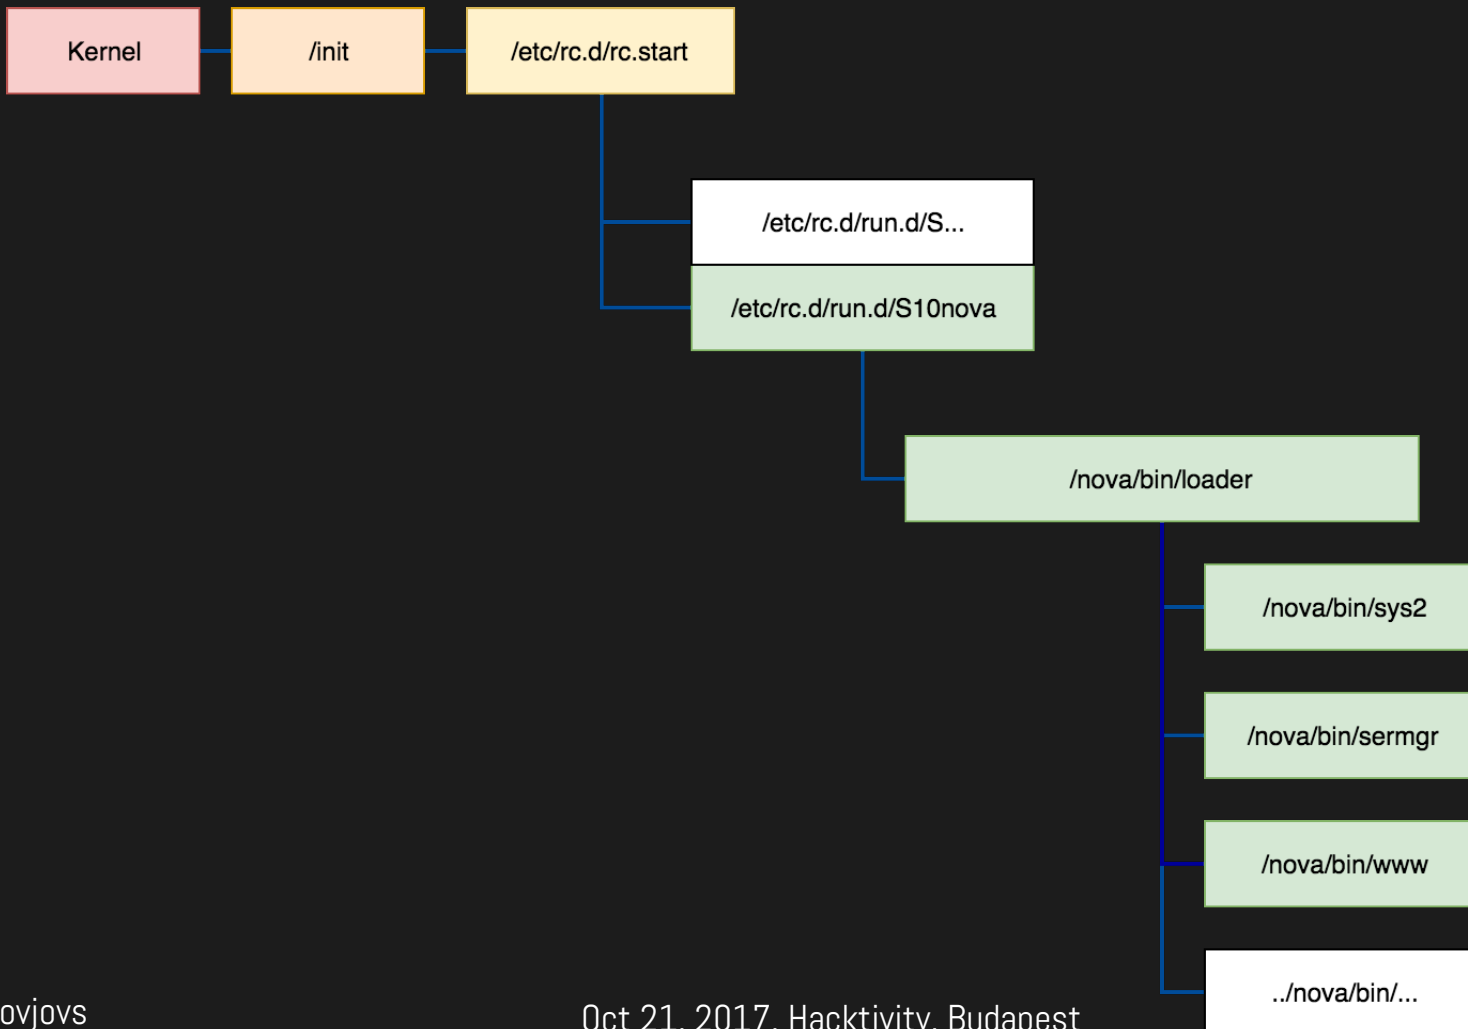 Kernel
/init
/etc/rc.d/rc.start
/etc/rc.d/run.d/S...
/etc/rc.d/run.d/S10nova
/nova/bin/loader
/nova/bin/sys2
/nova/bin/sermgr
/nova/bin/www
../nova/bin/...
ovjovs
Oct 21, 2017, Hacktivity, Budapest